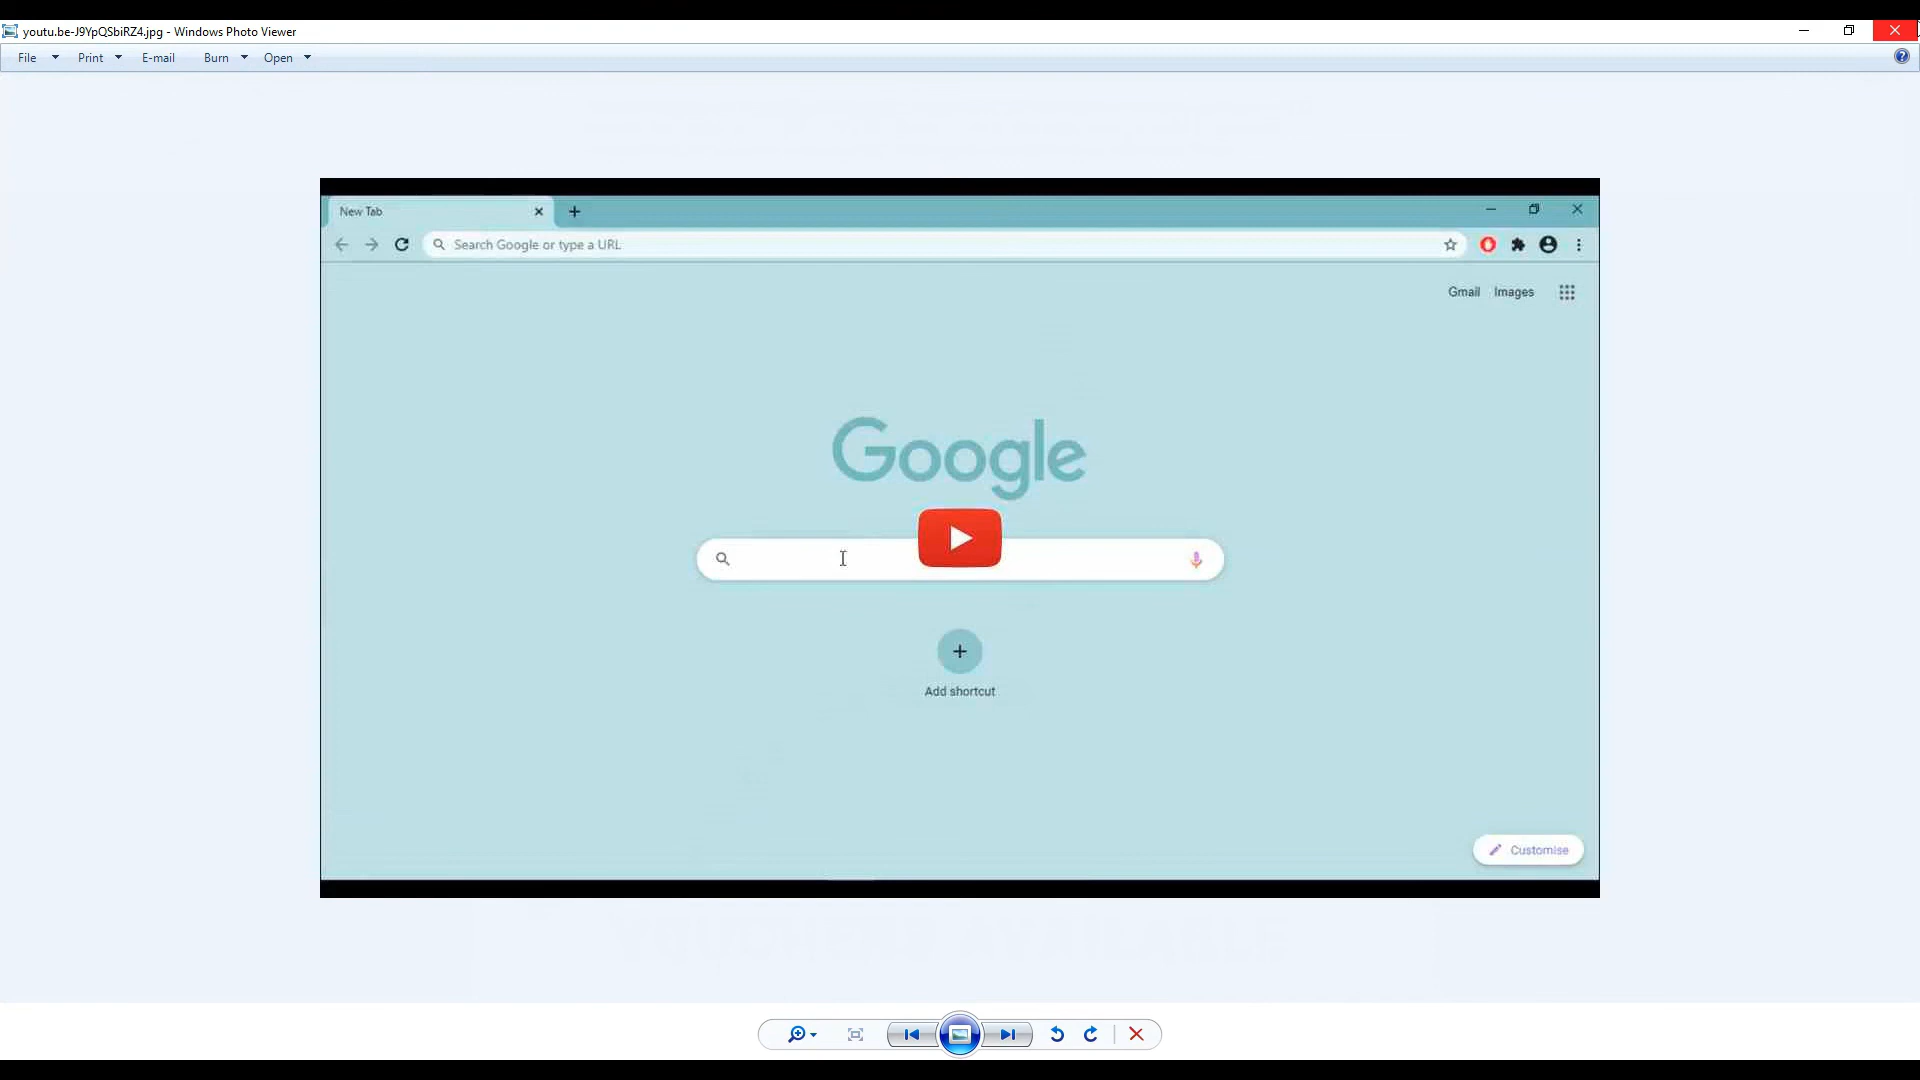 youtu.be-J9YpQSbiRZ4.jpg - Windows Photo Viewer
File Print E-mail Burn Open
New Tab
Search Google or type a URL
Gmail Images
Google
Add shortcut
Customise